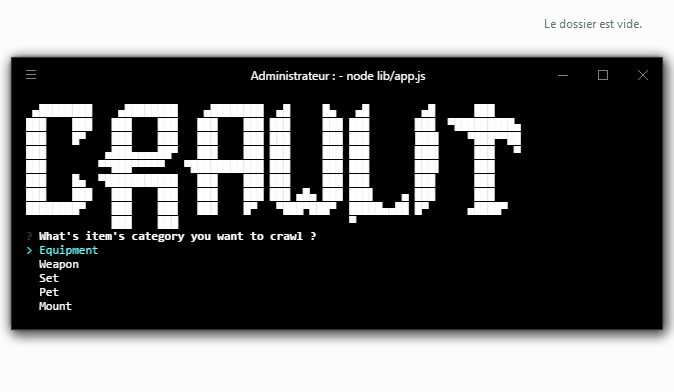 Le dossier est vide.
Administrateur : - node lib/app.js
CRAWLIT
? What's item's category you want to crawl ?
> Equipment
Weapon
Set
Pet
Mount